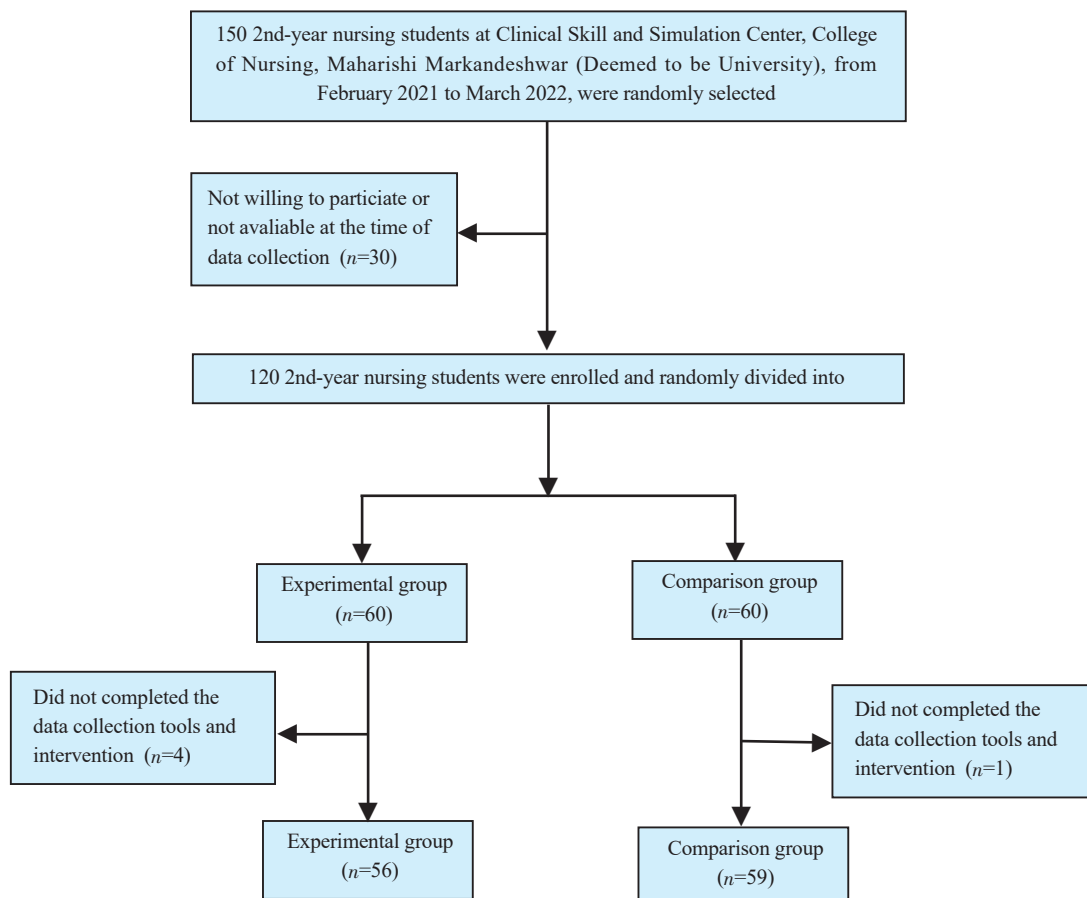 150 2nd-year nursing students at Clinical Skill and Simulation Center, College
of Nursing, Maharishi Markandeshwar (Deemed to be University), from
February 2021 to March 2022, were randomly selected
Not willing to particiate or
not avaliable at the time of
data collection (n=30)
120 2nd-year nursing students were enrolled and randomly divided into
Experimental group
(n=60)
Comparison group
(n=60)
Did not completed the
data collection tools and
intervention (n=4)
Did not completed the
data collection tools and
intervention (n=1)
Experimental group
(n=56)
Comparison group
(n=59)